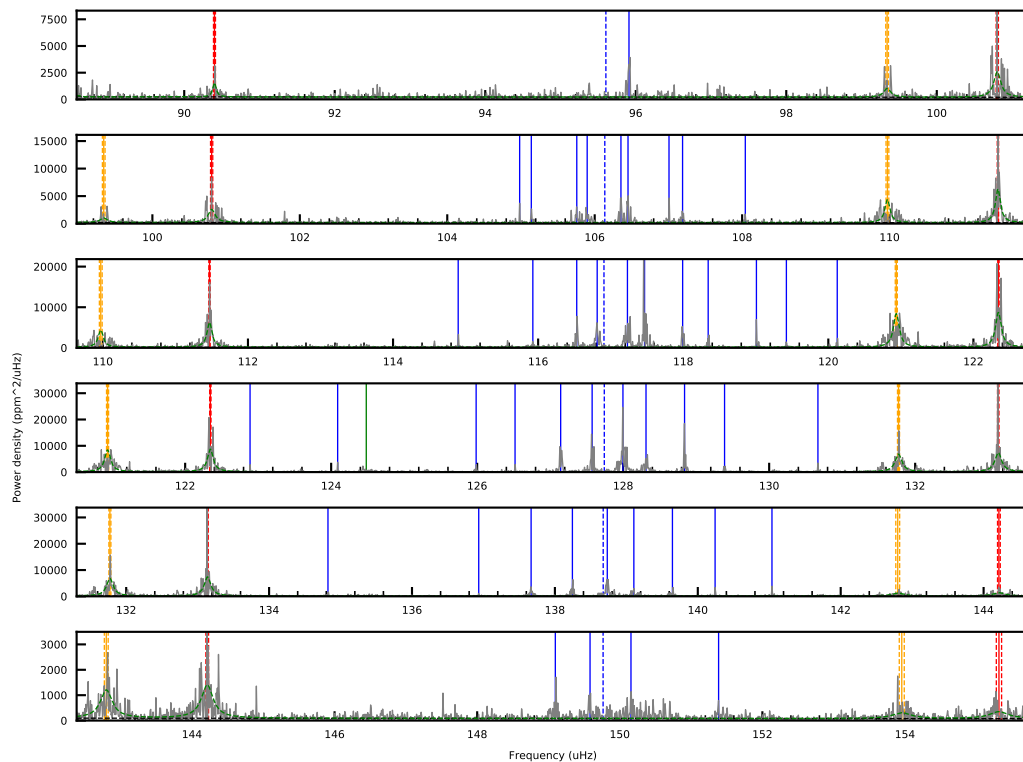 7500
5000
2500
0
90 92 94 96 98 100
15000
10000
5000
0
100 102 104 106 108 110
20000
10000
0
110 112 114 116 118 120 122
Power density (ppm^2/uHz)
30000
20000
10000
0
122 124 126 128 130 132
30000
20000
10000
0
132 134 136 138 140 142 144
3000
2000
1000
0
144 146 148 150 152 154
Frequency (uHz)